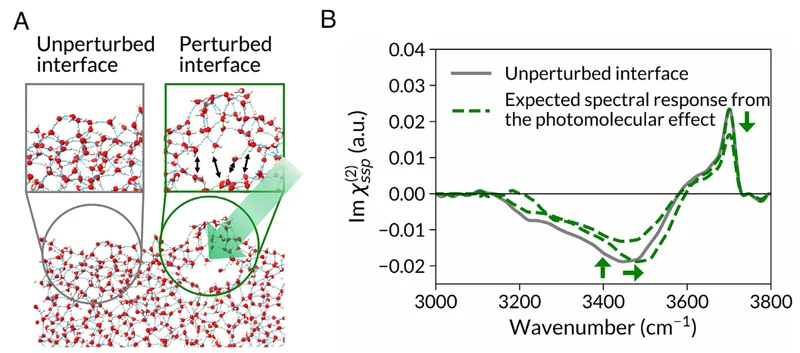 A
Unperturbed
interface
Perturbed
interface
B
0.04
0.03
0.02
0.01
0.00
−0.01
−0.02
Im χ(2)ssp (a.u.)
Unperturbed interface
Expected spectral response from
the photomolecular effect
3000
3200
3400
3600
3800
Wavenumber (cm⁻¹)